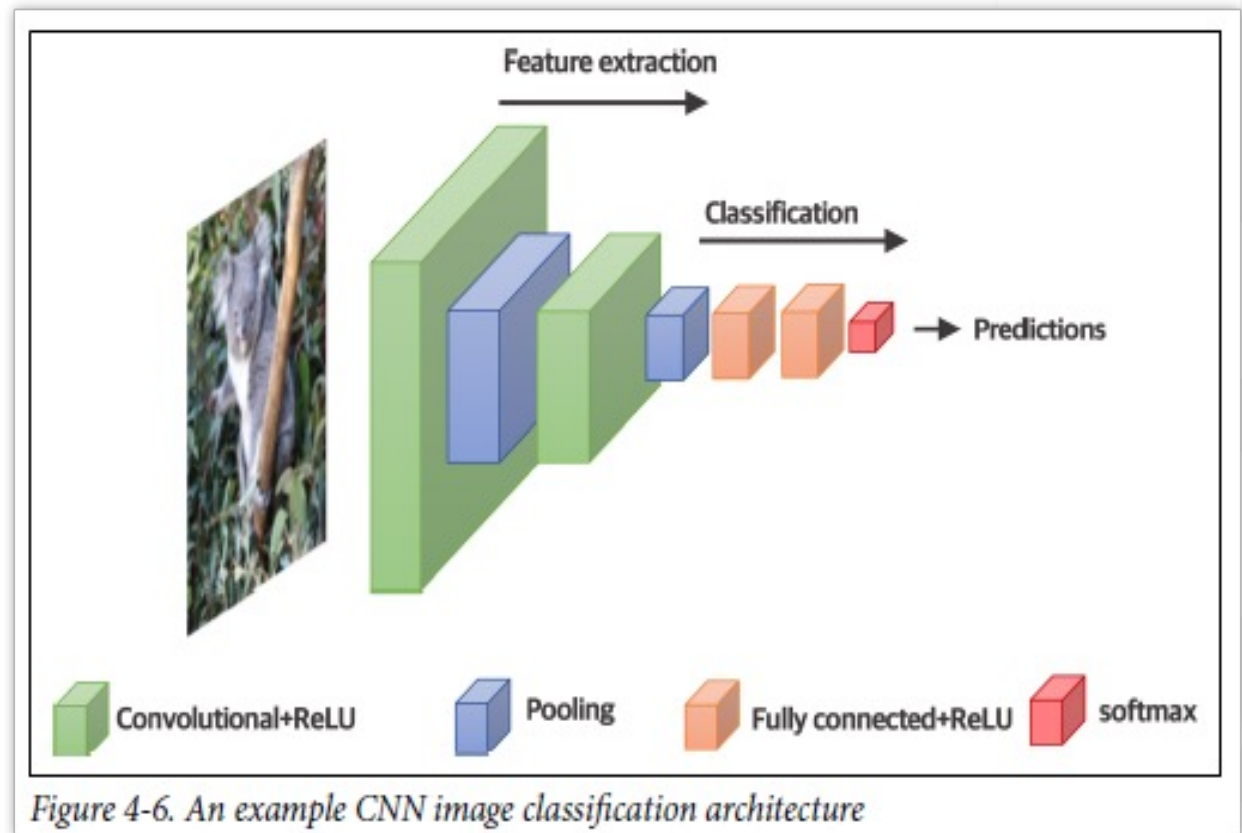 Feature extraction
Classification
Predictions
Convolutional+ReLU
Pooling
Fully connected+ReLU
softmax
Figure 4-6. An example CNN image classification architecture